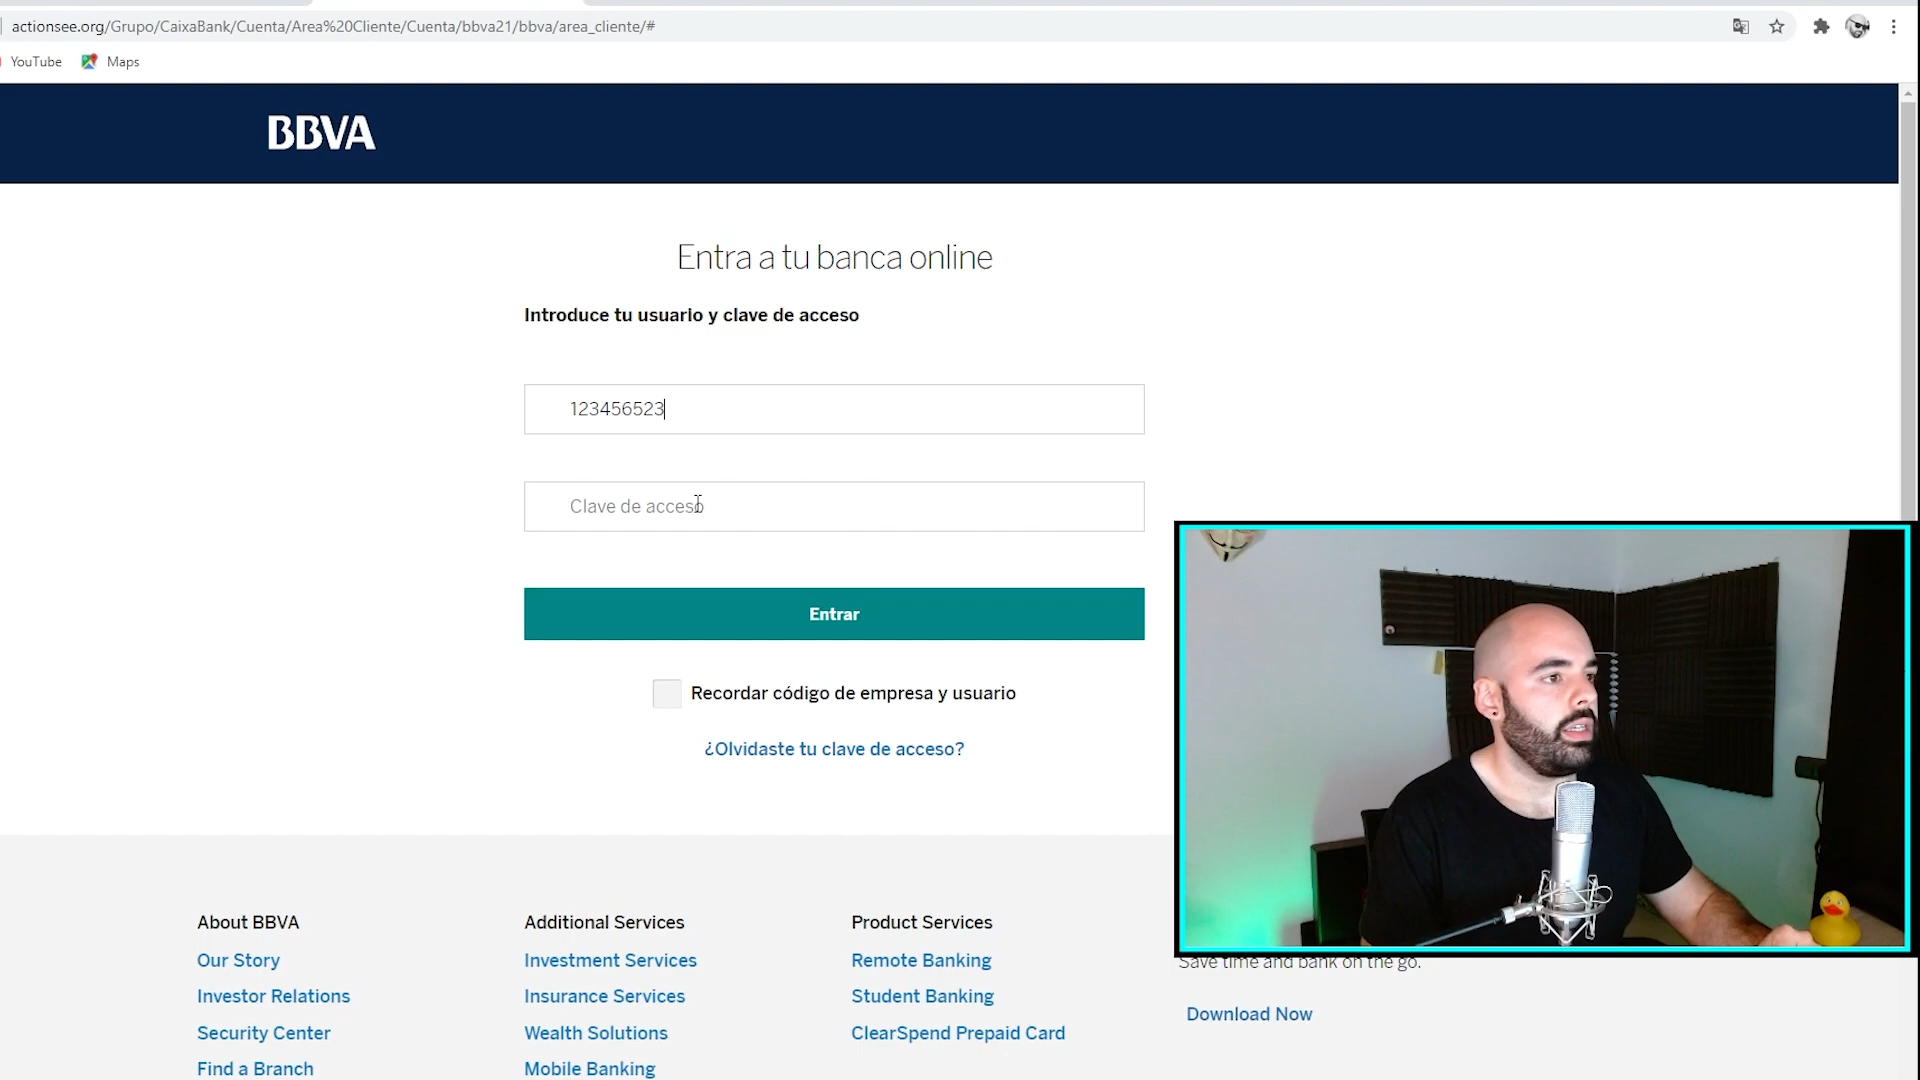 actionsee.org/Grupo/CaixaBank/Cuenta/Area%20Cliente/Cuenta/bbva21/bbva/area_cliente/#
YouTube Maps
BBVA
Entra a tu banca online
Introduce tu usuario y clave de acceso
123456523
Clave de acceso
Entrar
Recordar código de empresa y usuario
¿Olvidaste tu clave de acceso?
About BBVA
Our Story
Investor Relations
Security Center
Find a Branch
Additional Services
Investment Services
Insurance Services
Wealth Solutions
Mobile Banking
Product Services
Remote Banking
Student Banking
ClearSpend Prepaid Card
Save time and bank on the go.
Download Now